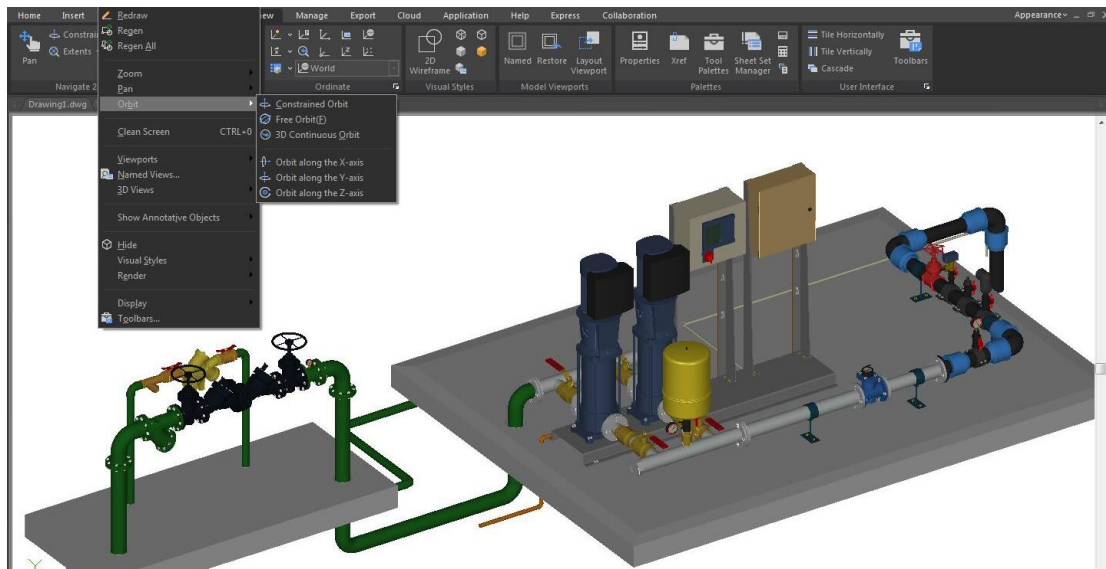 Home Insert View Manage Export Cloud Application Help Express Collaboration Appearance
Redraw
Regen
Regen All
Zoom
Pan
Orbit
Clean Screen CTRL+0
Viewports
Named Views...
3D Views
Show Annotative Objects
Hide
Visual Styles
Render
Display
Toolbars...
Constrained Orbit
Free Orbit(F)
3D Continuous Orbit
Orbit along the X-axis
Orbit along the Y-axis
Orbit along the Z-axis
Pan
Extents
Navigate 2
Drawing1.dwg
World
Ordinate
2D
Wireframe
Visual Styles
Named Restore Layout
Viewport
Model Viewports
Properties Xref Tool
Palettes Sheet Set
Manager
Palettes
Tile Horizontally
Tile Vertically
Cascade
Toolbars
User Interface
Y